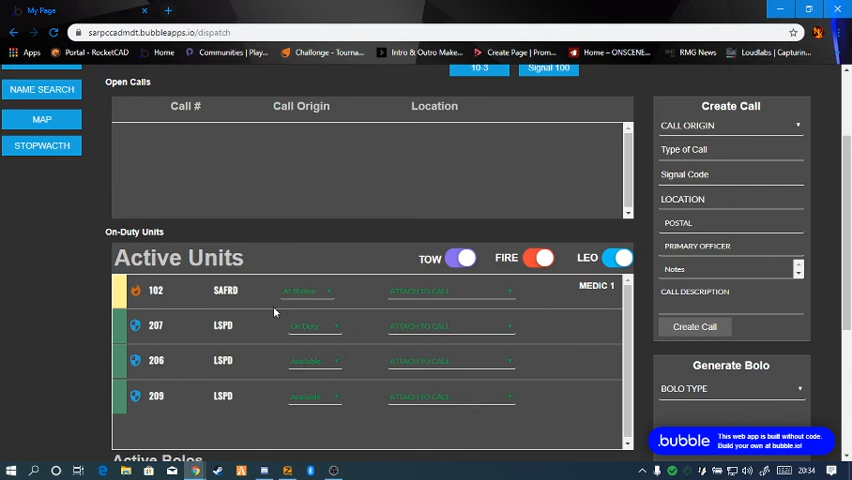 My Page
sarpccadmdt.bubbleapps.io/dispatch
Apps
Portal - RocketCAD
Home
Communities (Play...
Challonge - Tourna...
Intro & Outro Make...
Create Page | Prom...
Home – ONSCENE...
RMG News
Loudlabs | Capturin...
10-3
Signal 100
NAME SEARCH
MAP
STOPWACTH
Open Calls
Call # Call Origin Location
On-Duty Units
Active Units TOW FIRE LEO
102 SAFRD At Station ATTACH TO CALL MEDIC 1
207 LSPD On Duty ATTACH TO CALL
206 LSPD Available ATTACH TO CALL
209 LSPD Available ATTACH TO CALL
Active Bolos
Create Call
CALL ORIGIN
Type of Call
Signal Code
LOCATION
POSTAL
PRIMARY OFFICER
Notes
CALL DESCRIPTION
Create Call
Generate Bolo
BOLO TYPE
.bubble
This web app is built without code.
Build your own at bubble.io!
20:34